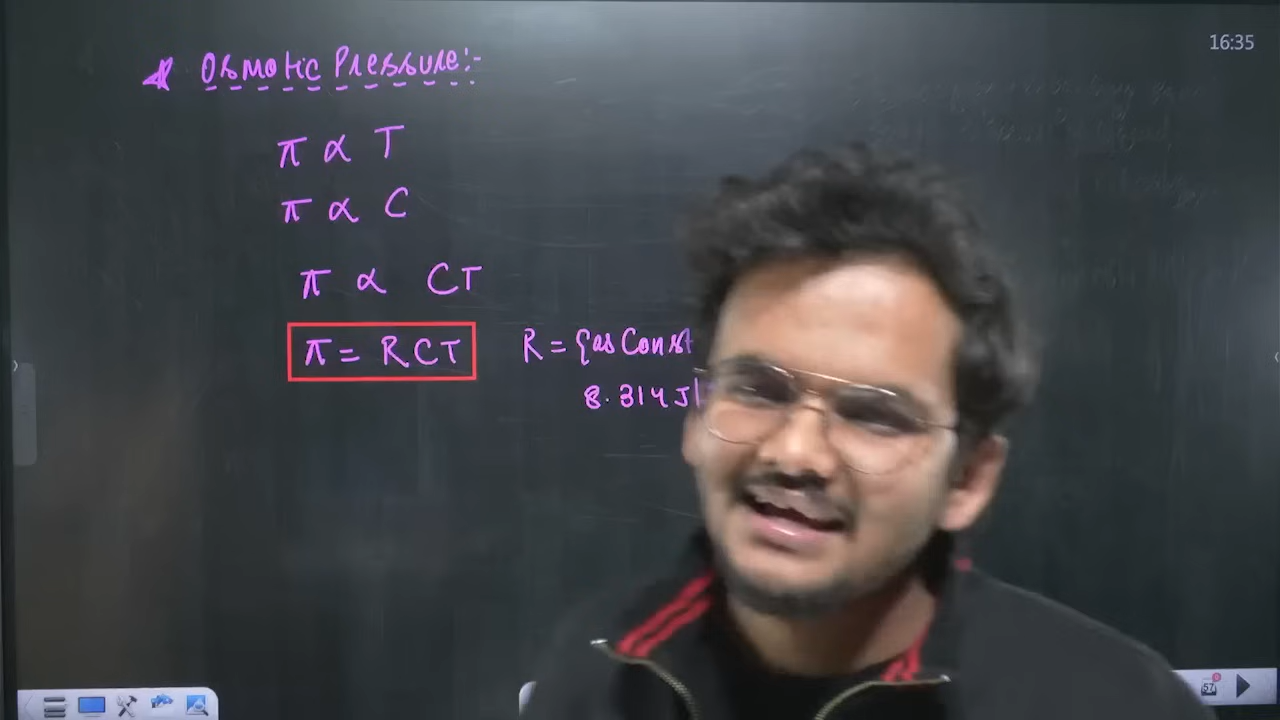 16:35
Osmotic Pressure:-
π ∝ T
π ∝ C
π ∝ CT
π = RCT R = gas Const
8.314 J/